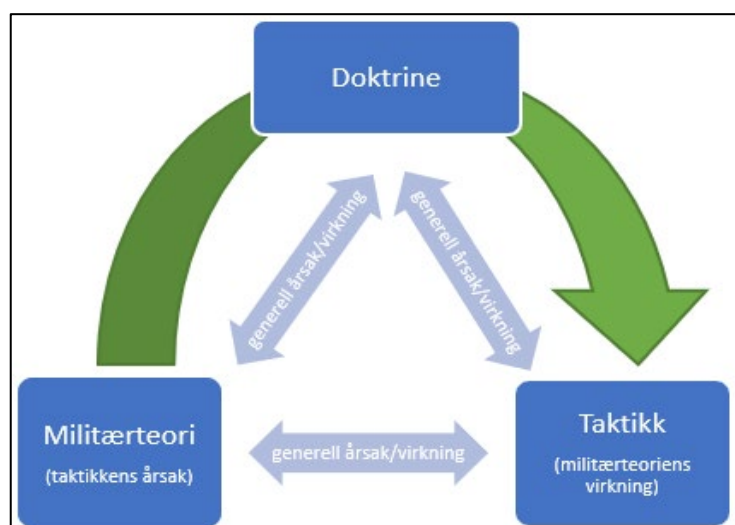 Doktrine
generell årsak/virkning
generell årsak/virkning
Militærteori
(taktikkens årsak)
generell årsak/virkning
Taktikk
(militærteoriens
virkning)